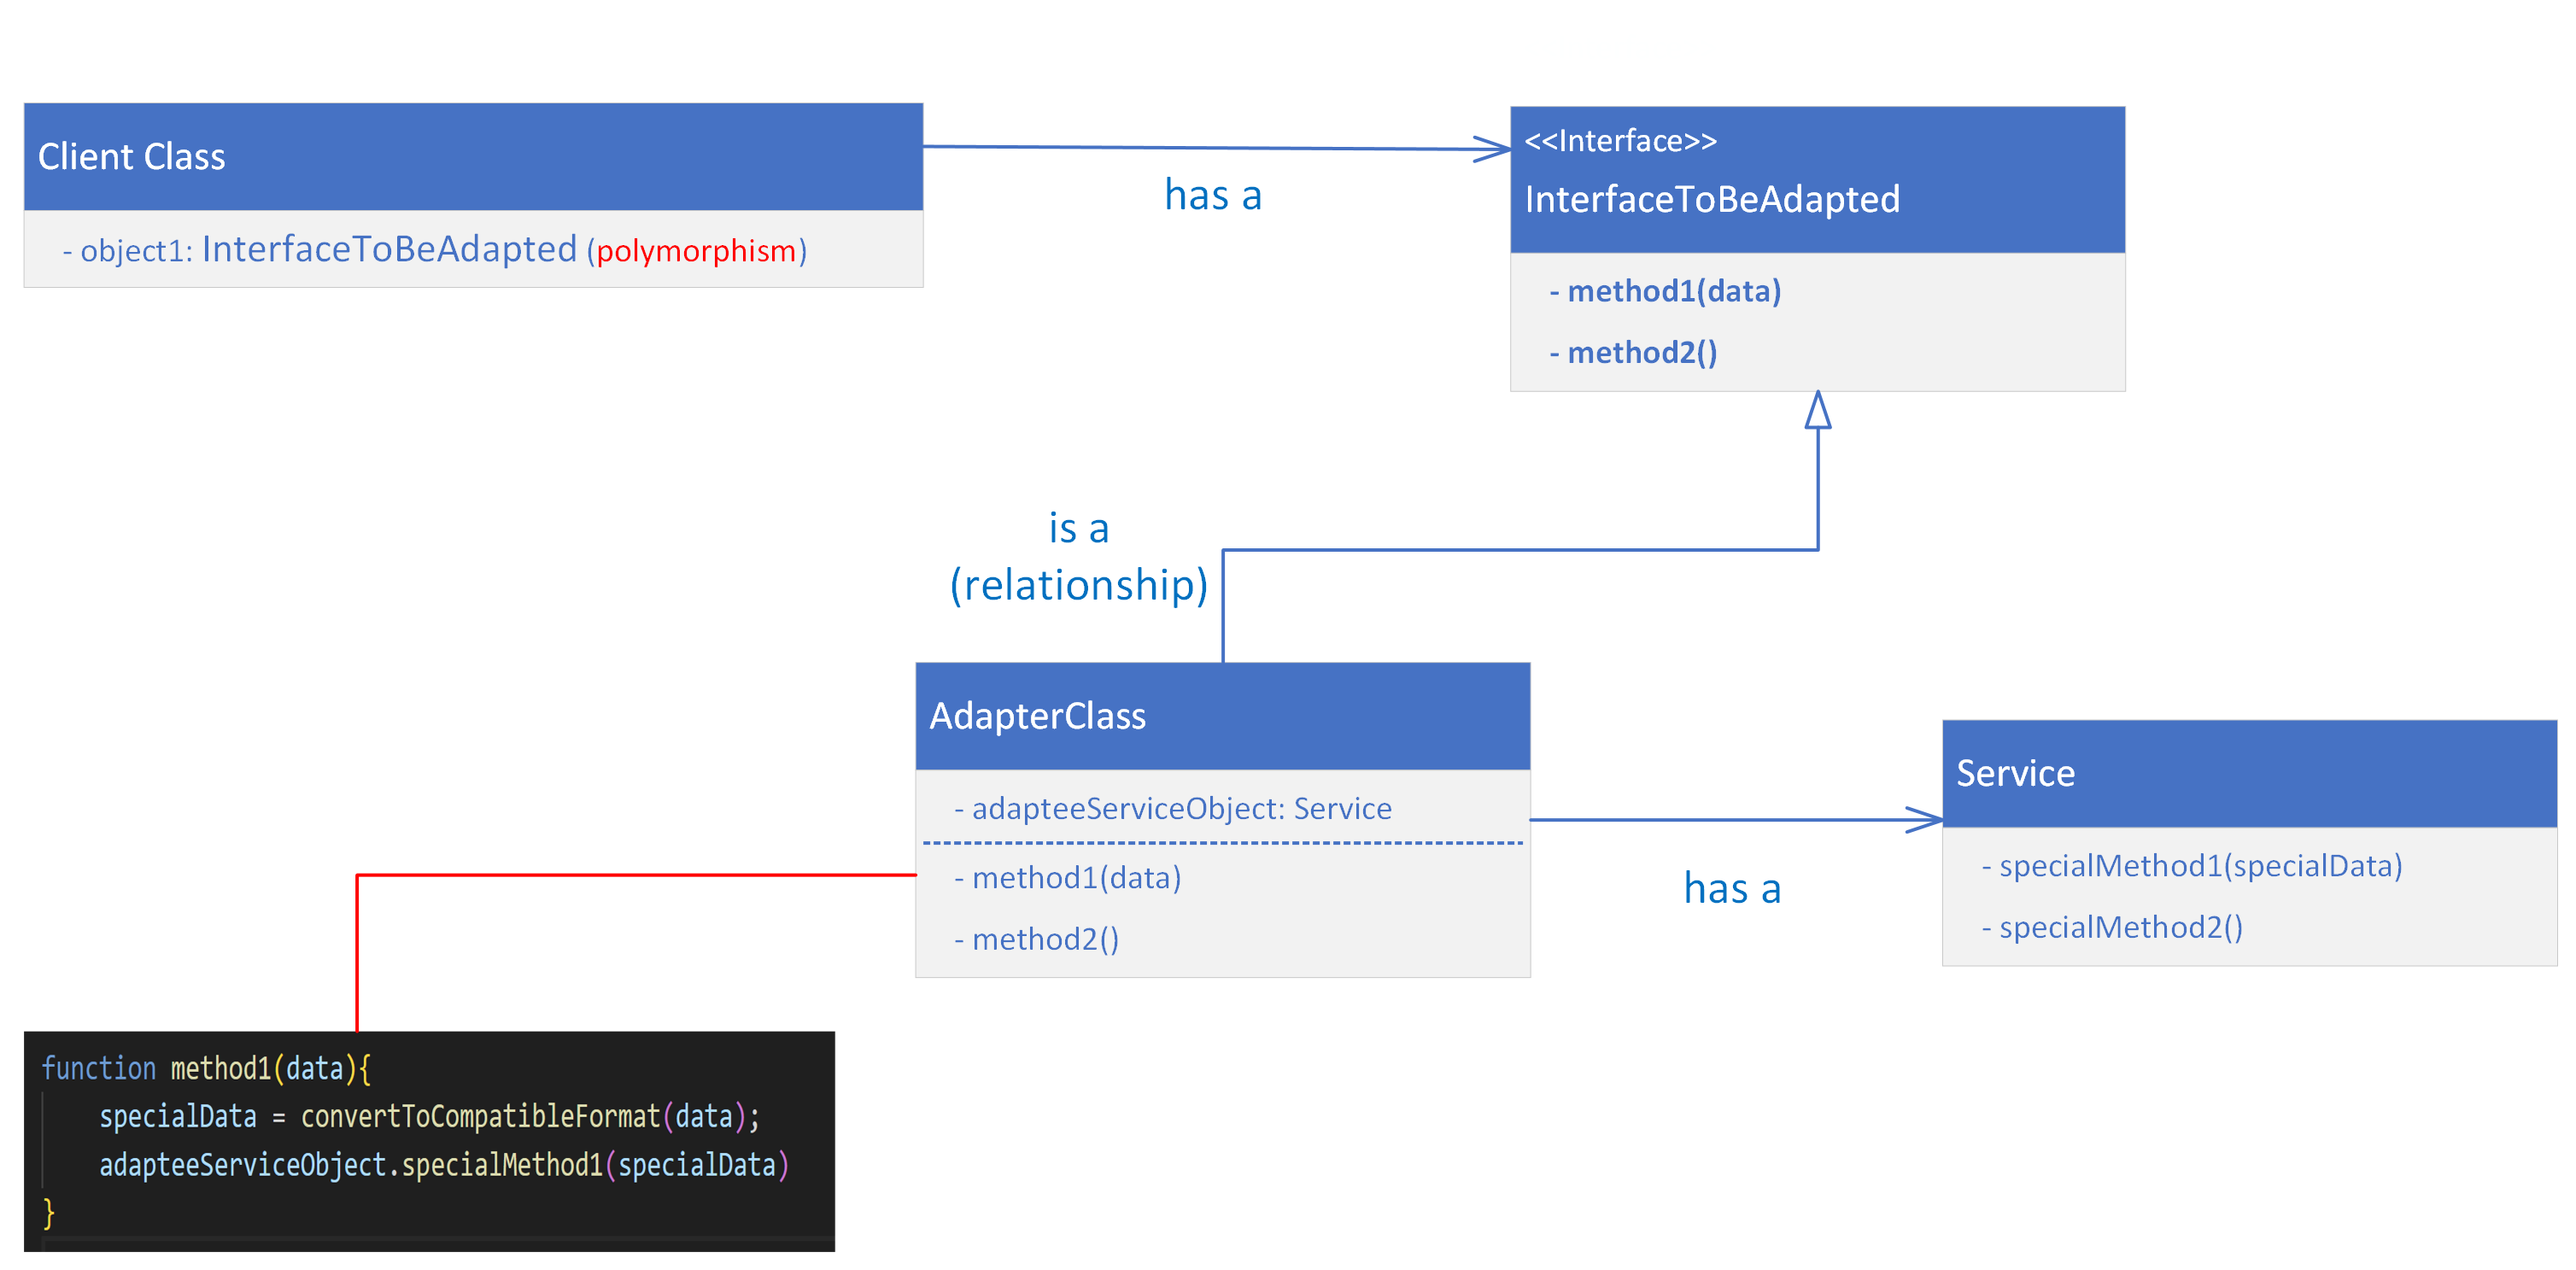 Client Class
- object1: InterfaceToBeAdapted (polymorphism)
has a
<<Interface>>
InterfaceToBeAdapted
- method1(data)
- method2()
is a
(relationship)
AdapterClass
- adapteeServiceObject: Service
- method1(data)
- method2()
has a
Service
- specialMethod1(specialData)
- specialMethod2()
function method1(data){
specialData = convertToCompatibleFormat(data);
adapteeServiceObject.specialMethod1(specialData)
}